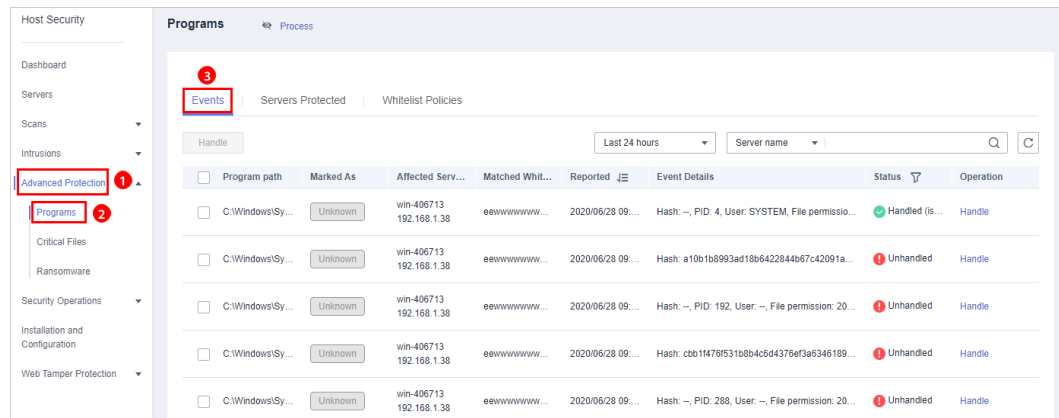 Host Security
Programs
Process
Dashboard
Servers
Scans
Intrusions
Advanced Protection
1
Programs
2
Critical Files
Ransomware
Security Operations
Installation and
Configuration
Web Tamper Protection
3
Events
Servers Protected
Whitelist Policies
Handle
Last 24 hours
Server name
Program path Marked As Affected Serv... Matched Whit... Reported Event Details Status Operation
C:\Windows\Sy... Unknown win-406713 192.168.1.38 eewwwwwww... 2020/06/28 09:... Hash: --, PID: 4, User: SYSTEM, File permissio... Handled (is... Handle
C:\Windows\Sy... Unknown win-406713 192.168.1.38 eewwwwwww... 2020/06/28 09:... Hash: a10b1b8993ad18b6422844b67c42091a... Unhandled Handle
C:\Windows\Sy... Unknown win-406713 192.168.1.38 eewwwwwww... 2020/06/28 09:... Hash: --, PID: 192, User: --, File permission: 20... Unhandled Handle
C:\Windows\Sy... Unknown win-406713 192.168.1.38 eewwwwwww... 2020/06/28 09:... Hash: cbb1f476f531b8b4c6d4376ef3a6346189... Unhandled Handle
C:\Windows\Sy... Unknown win-406713 192.168.1.38 eewwwwwww... 2020/06/28 09:... Hash: --, PID: 288, User: --, File permission: 20... Unhandled Handle